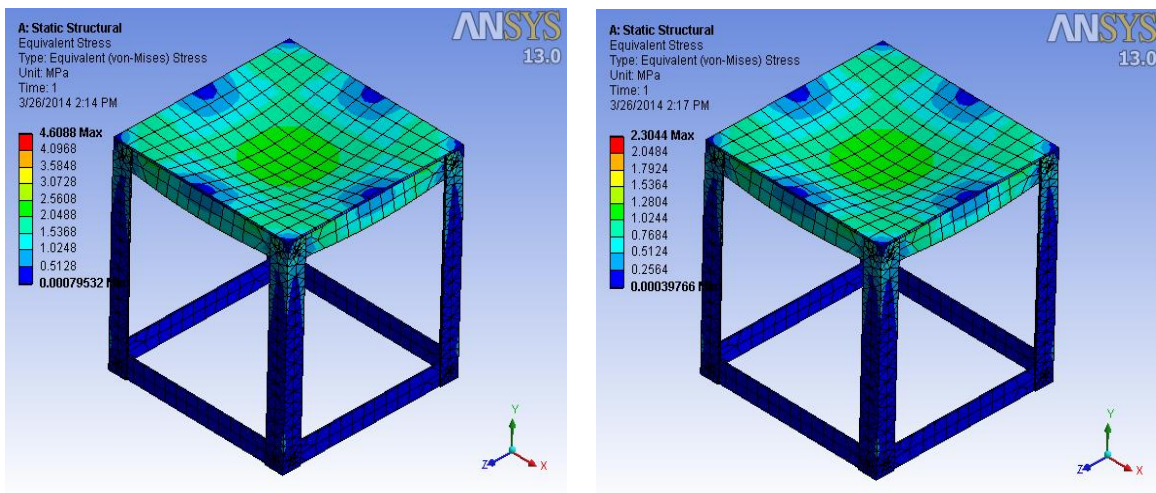 A: Static Structural
Equivalent Stress
Type: Equivalent (von-Mises) Stress
Unit: MPa
Time: 1
3/26/2014 2:14 PM
ANSYS
13.0
4.6088 Max
4.0968
3.5848
3.0728
2.5608
2.0488
1.5368
1.0248
0.5128
0.00079532
Y
Z
X
A: Static Structural
Equivalent Stress
Type: Equivalent (von-Mises) Stress
Unit: MPa
Time: 1
3/26/2014 2:17 PM
ANSYS
13.0
2.3044 Max
2.0484
1.7924
1.5364
1.2804
1.0244
0.7684
0.5124
0.2564
0.00039766
Y
Z
X